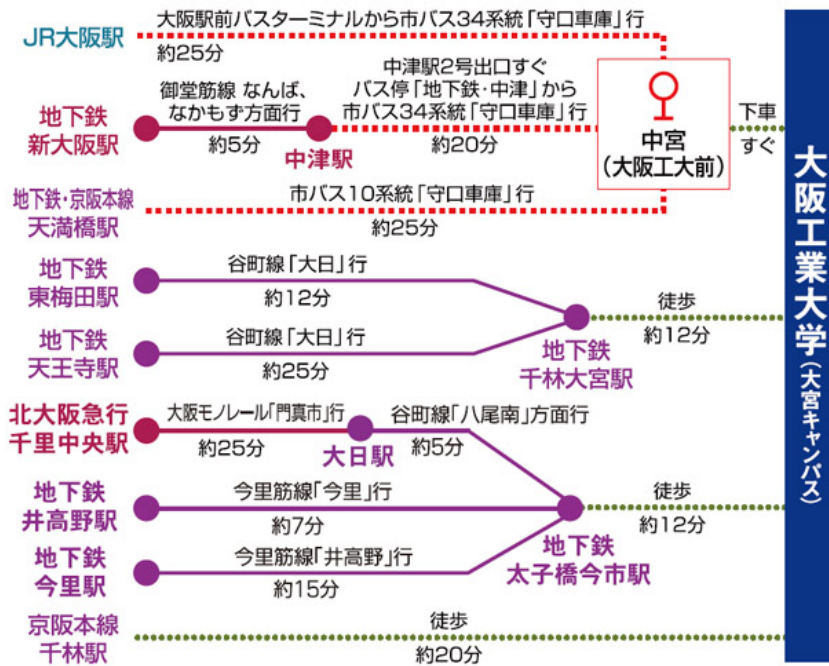 大阪駅前バスターミナルから市バス34系統「守口車庫」行
JR大阪駅
約25分
中津駅2号出口すぐ
御堂筋線 なんば、
バス停「地下鉄・中津」から
なかもず方面行
市バス34系統「守口車庫」行
地下鉄
新大阪駅
約5分
中津駅
約20分
中宮
(大阪工大前)
下車
すぐ
地下鉄・京阪本線
天満橋駅
市バス10系統「守口車庫」行
約25分
地下鉄
東梅田駅
谷町線「大日」行
約12分
地下鉄
天王寺駅
谷町線「大日」行
約25分
地下鉄
千林大宮駅
徒歩
約12分
北大阪急行
千里中央駅
大阪モノレール「門真市」行
約25分
大日駅
谷町線「八尾南」方面行
約5分
地下鉄
井高野駅
今里筋線「今里」行
約7分
地下鉄
今里駅
今里筋線「井高野」行
約15分
地下鉄
太子橋今市駅
徒歩
約12分
京阪本線
千林駅
徒歩
約20分
大阪工業大学(大宮キャンパス)